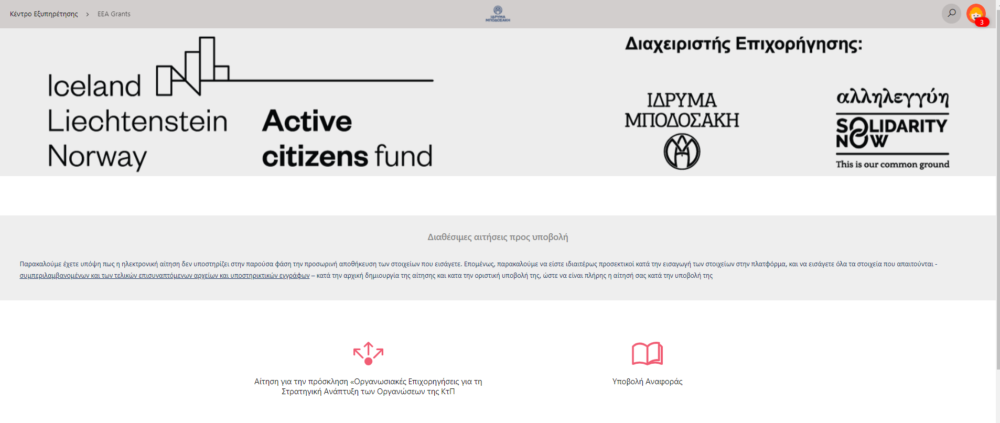 Κέντρο Εξυπηρέτησης > EEA Grants
ΙΔΡΥΜΑ
ΜΠΟΔΟΣΑΚΗ
3
Iceland
Liechtenstein
Norway
Active
citizens fund
Διαχειριστής Επιχορήγησης:
ΙΔΡΥΜΑ
ΜΠΟΔΟΣΑΚΗ
αλληλεγγύη
SOLIDARITY
NOW
This is our common ground
Διαθέσιμες αιτήσεις προς υποβολή
Παρακαλούμε έχετε υπόψη πως η ηλεκτρονική αίτηση δεν υποστηρίζει στην παρούσα φάση την προσωρινή αποθήκευση των στοιχείων που εισάγετε. Επομένως, παρακαλούμε να είστε ιδιαιτέρως προσεκτικοί κατά την εισαγωγή των στοιχείων στην πλατφόρμα, και να εισάγετε όλα τα στοιχεία που απαιτούνται -
συμπεριλαμβανομένων και των τελικών επισυναπτόμενων αρχείων και υποστηρικτικών εγγράφων – κατά την αρχική δημιουργία της αίτησης και κατα την οριστική υποβολή της, ώστε να είναι πλήρης η αίτησή σας κατά την υποβολή της
Αίτηση για την πρόσκληση «Οργανωσιακές Επιχορηγήσεις για τη
Στρατηγική Ανάπτυξη των Οργανώσεων της ΚτΠ
Υποβολή Αναφοράς